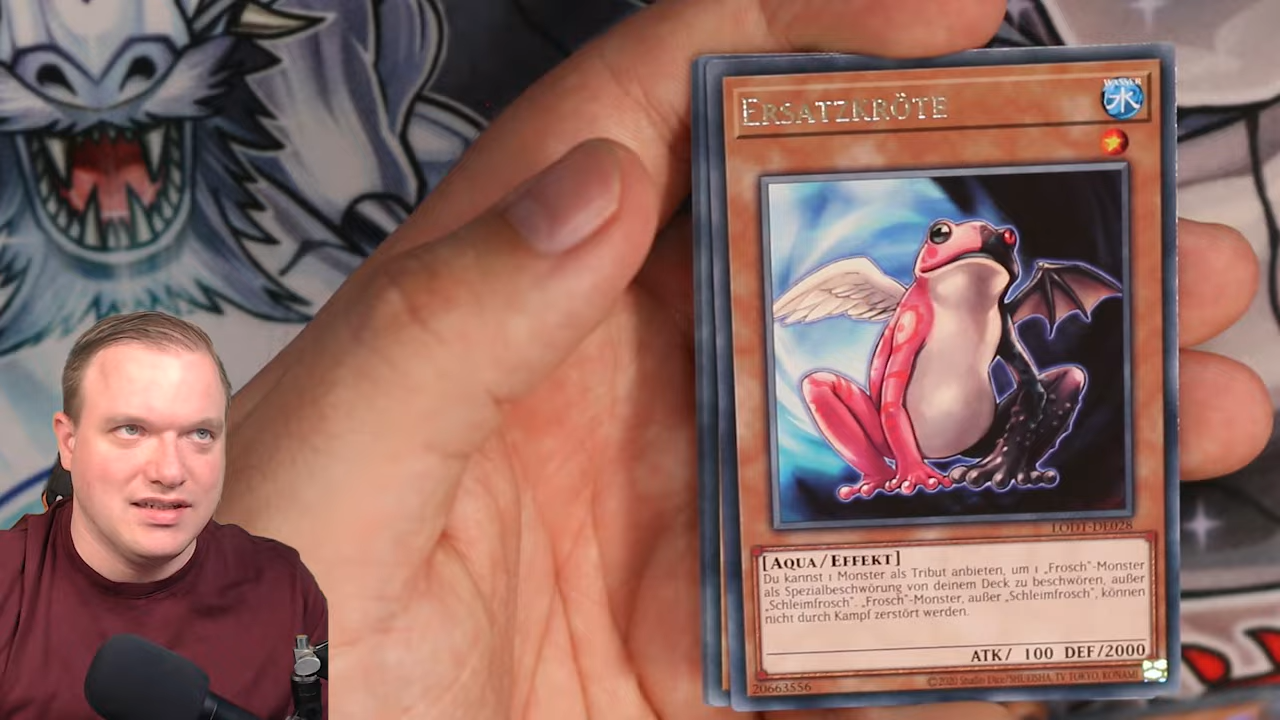 ERSATZKRÖTE
WASSER
水
LODT-DE028
[AQUA/EFFEKT]
Du kannst 1 Monster als Tribut anbieten, um 1 „Frosch"-Monster
als Spezialbeschwörung von deinem Deck zu beschwören, außer
„Schleimfrosch". „Frosch"-Monster, außer „Schleimfrosch", können
nicht durch Kampf zerstört werden.
ATK/ 100 DEF/2000
20663556
©2020 Studio Dice/SHUEISHA, TV TOKYO, KONAMI